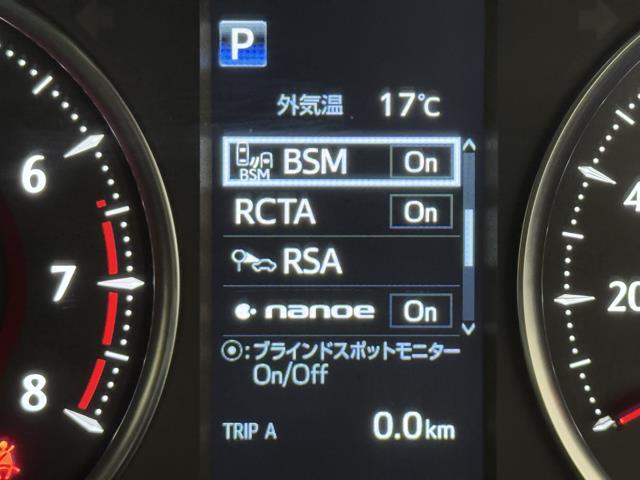 P
外気温 17℃
BSM BSM On
RCTA On
RSA
nanoe On
⦿:ブラインドスポットモニター
On/Off
TRIP A 0.0km
6
7
8
4
20